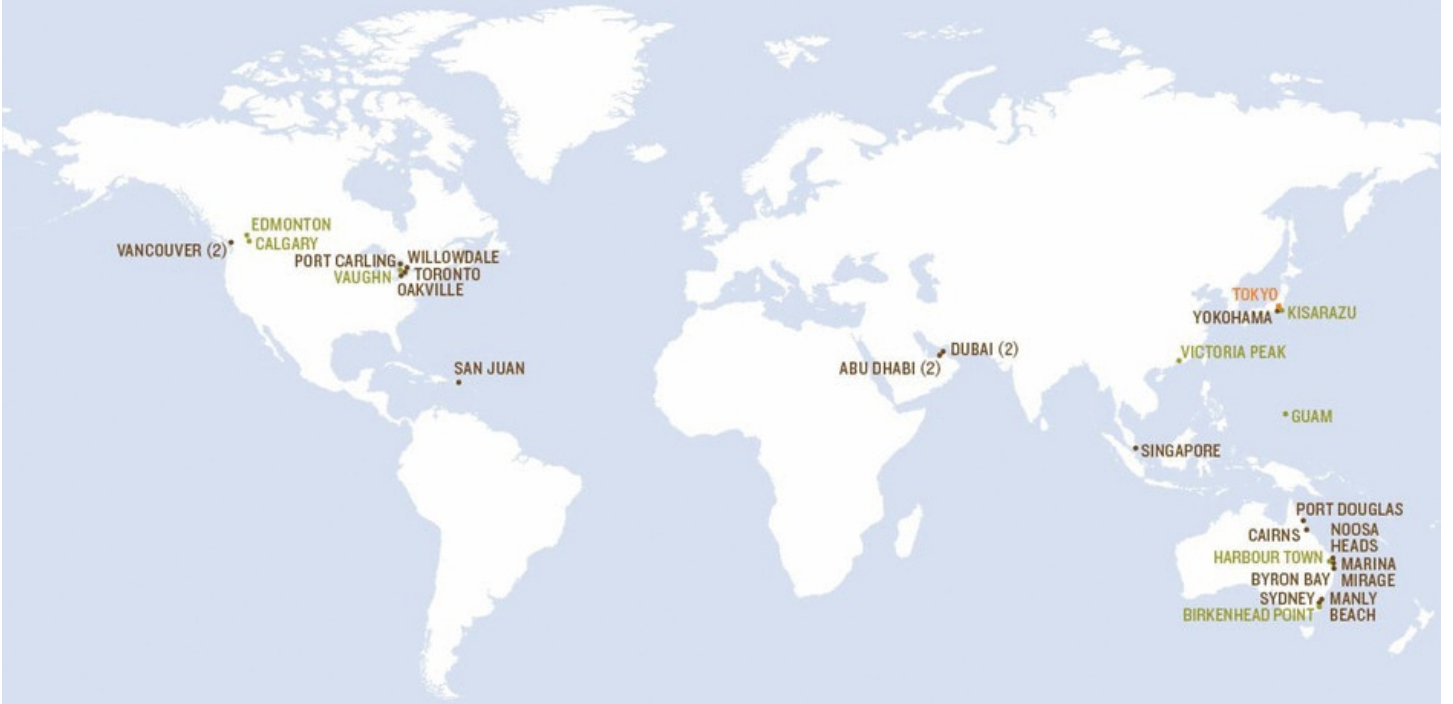 EDMONTON
CALGARY
VANCOUVER (2)
PORT CARLING
WILLOWDALE
VAUGHN
TORONTO
OAKVILLE
SAN JUAN
DUBAI (2)
ABU DHABI (2)
TOKYO
YOKOHAMA
KISARAZU
VICTORIA PEAK
GUAM
SINGAPORE
PORT DOUGLAS
CAIRNS
NOOSA
HEADS
HARBOUR TOWN
MARINA
MIRAGE
BYRON BAY
SYDNEY
MANLY
BEACH
BIRKENHEAD POINT